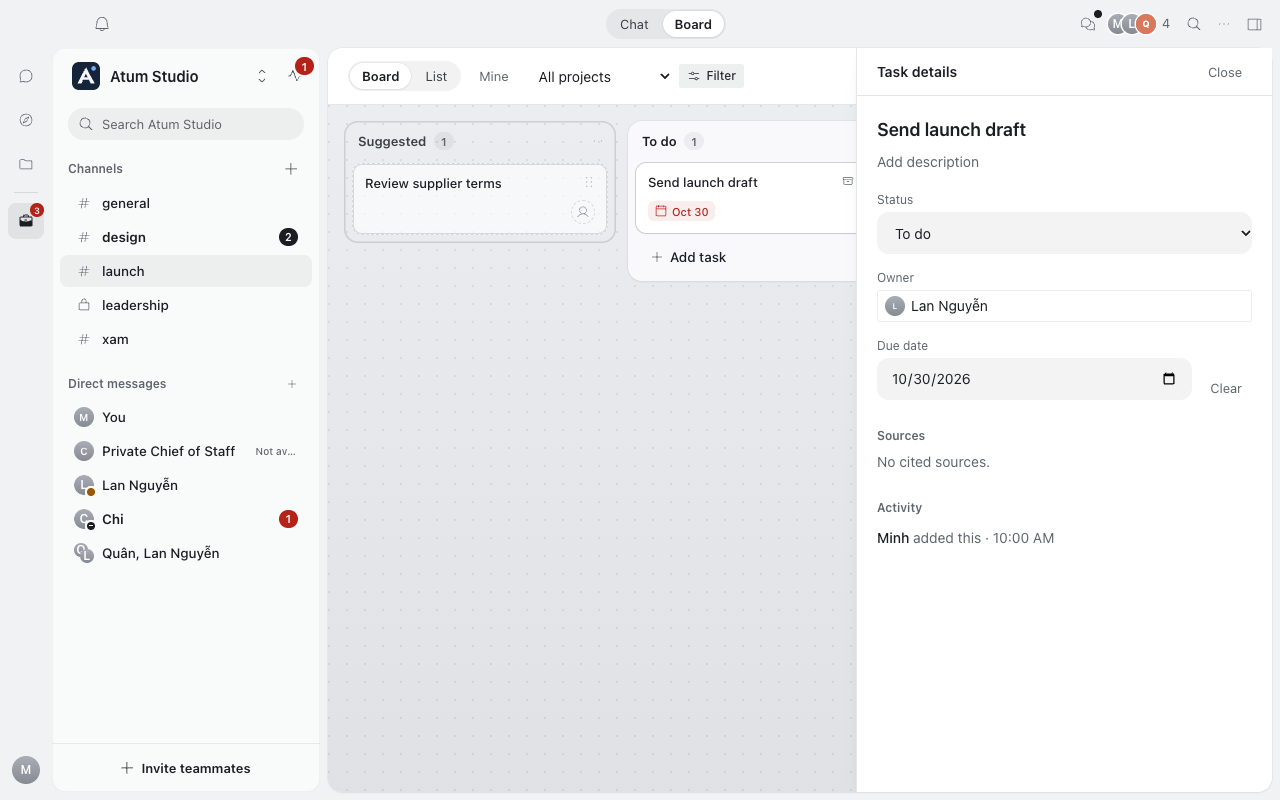 Chat
Board
M L Q 4
Atum Studio
1
Search Atum Studio
Channels
general
design 2
launch
leadership
xam
3
Direct messages
M You
C Private Chief of Staff Not av...
L Lan Nguyễn
C Chi 1
Q L Quân, Lan Nguyễn
Invite teammates
M
Board
List
Mine
All projects
Filter
Suggested 1
Review supplier terms
To do 1
Send launch draft
Oct 30
Add task
Task details
Close
Send launch draft
Add description
Status
To do
Owner
L Lan Nguyễn
Due date
10/30/2026
Clear
Sources
No cited sources.
Activity
Minh added this · 10:00 AM